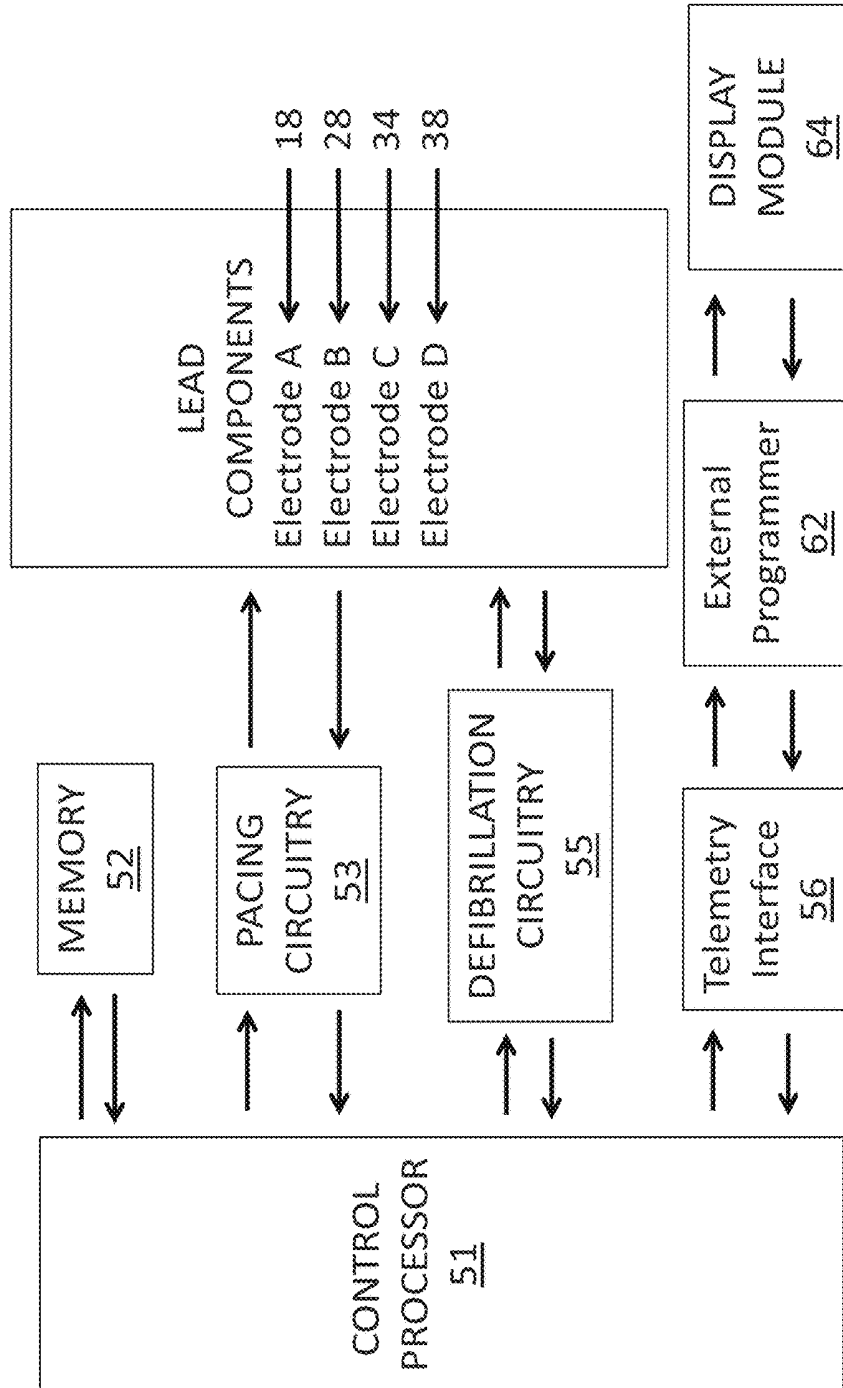 CONTROL
PROCESSOR
51
MEMORY
52
PACING
CIRCUITRY
53
DEFIBRILLATION
CIRCUITRY
55
Telemetry
Interface
56
LEAD
COMPONENTS
Electrode A
18
Electrode B
28
Electrode C
34
Electrode D
38
External
Programmer
62
DISPLAY
MODULE
64